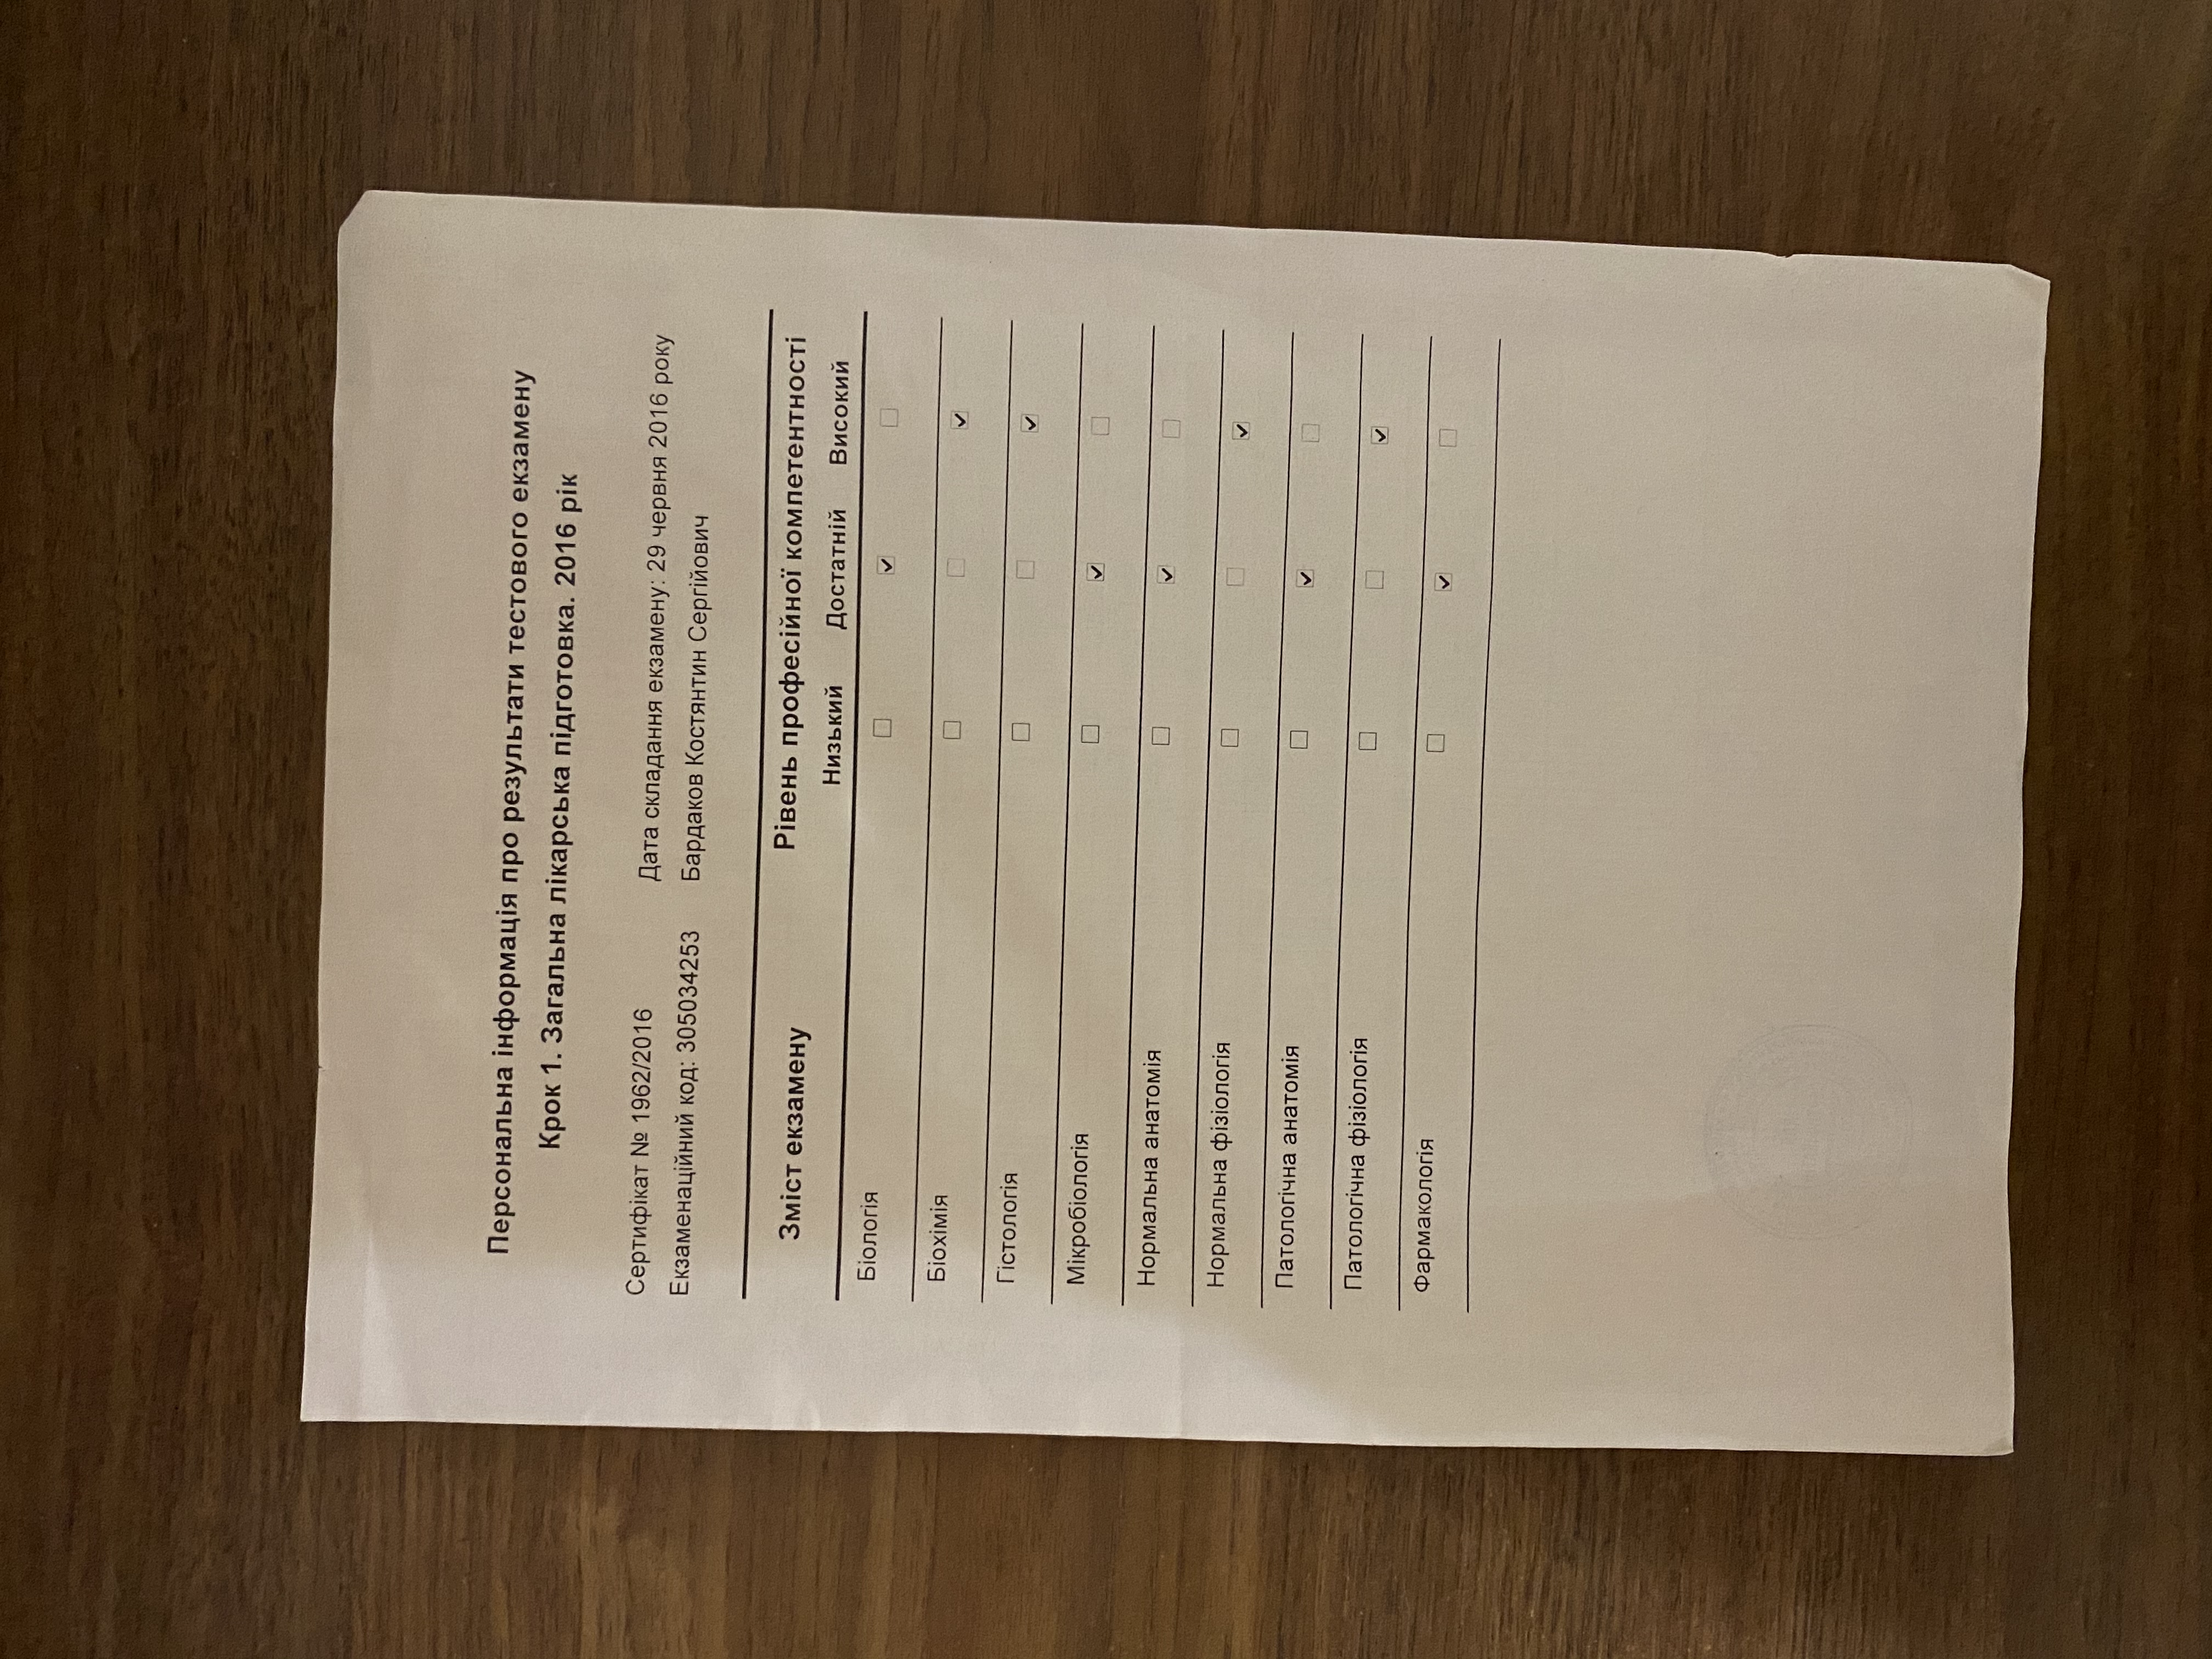 Персональна інформація про результати тестового екзамену
Крок 1. Загальна лікарська підготовка. 2016 рік
Сертифікат № 1962/2016 Дата складання екзамену: 29 червня 2016 року
Екзаменаційний код: 305034253 Бардаков Костянтин Сергійович
Зміст екзамену Рівень професійної компетентності
Низький Достатній Високий
Біологія
Біохімія
Гістологія
Мікробіологія
Нормальна анатомія
Нормальна фізіологія
Патологічна анатомія
Патологічна фізіологія
Фармакологія